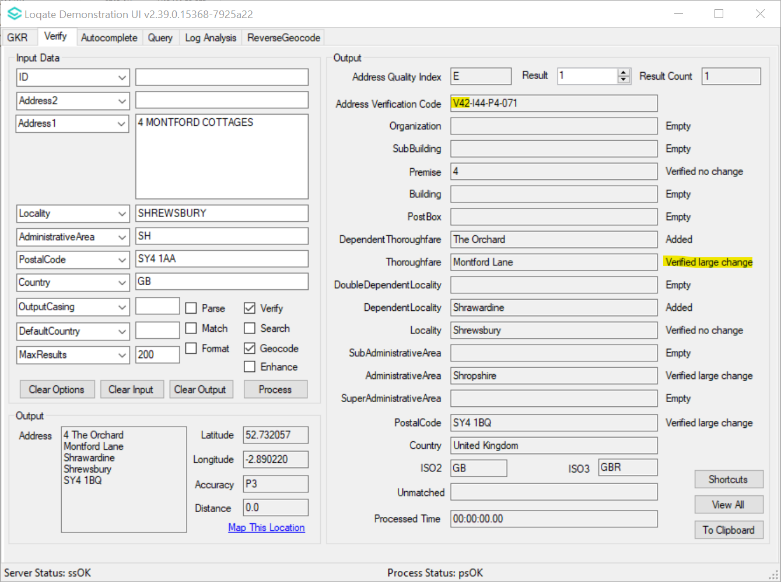 Loqate Demonstration UI v2.39.0.15368-7925a22
GKR Verify Autocomplete Query Log Analysis ReverseGeocode
Input Data
ID
Address2
Address1 4 MONTFORD COTTAGES
Locality SHREWSBURY
AdministrativeArea SH
PostalCode SY4 1AA
Country GB
OutputCasing Parse Verify
DefaultCountry Match Search
MaxResults 200 Format Geocode
Enhance
Clear Options Clear Input Clear Output Process
Output
Address 4 The Orchard
Montford Lane
Shrawardine
Shrewsbury
SY4 1BQ
Latitude 52.732057
Longitude -2.890220
Accuracy P3
Distance 0.0
Map This Location
Output
Address Quality Index E Result 1 Result Count 1
Address Verification Code V42-I44-P4-071
Organization Empty
SubBuilding Empty
Premise 4 Verified no change
Building Empty
PostBox Empty
DependentThoroughfare The Orchard Added
Thoroughfare Montford Lane Verified large change
DoubleDependentLocality Empty
DependentLocality Shrawardine Added
Locality Shrewsbury Verified no change
SubAdministrativeArea Empty
AdministrativeArea Shropshire Verified large change
SuperAdministrativeArea Empty
PostalCode SY4 1BQ Verified large change
Country United Kingdom
ISO2 GB ISO3 GBR
Unmatched
Processed Time 00:00:00.00
Shortcuts
View All
To Clipboard
Server Status: ssOK Process Status: psOK